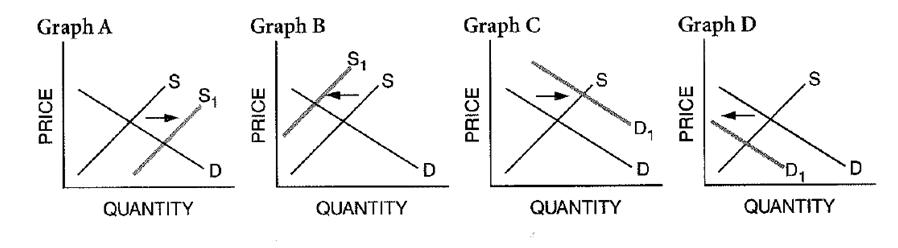 Graph A
PRICE
S
S1
D
QUANTITY
Graph B
PRICE
S1
S
D
QUANTITY
Graph C
PRICE
S
D1
D
QUANTITY
Graph D
PRICE
S
D1
D
QUANTITY